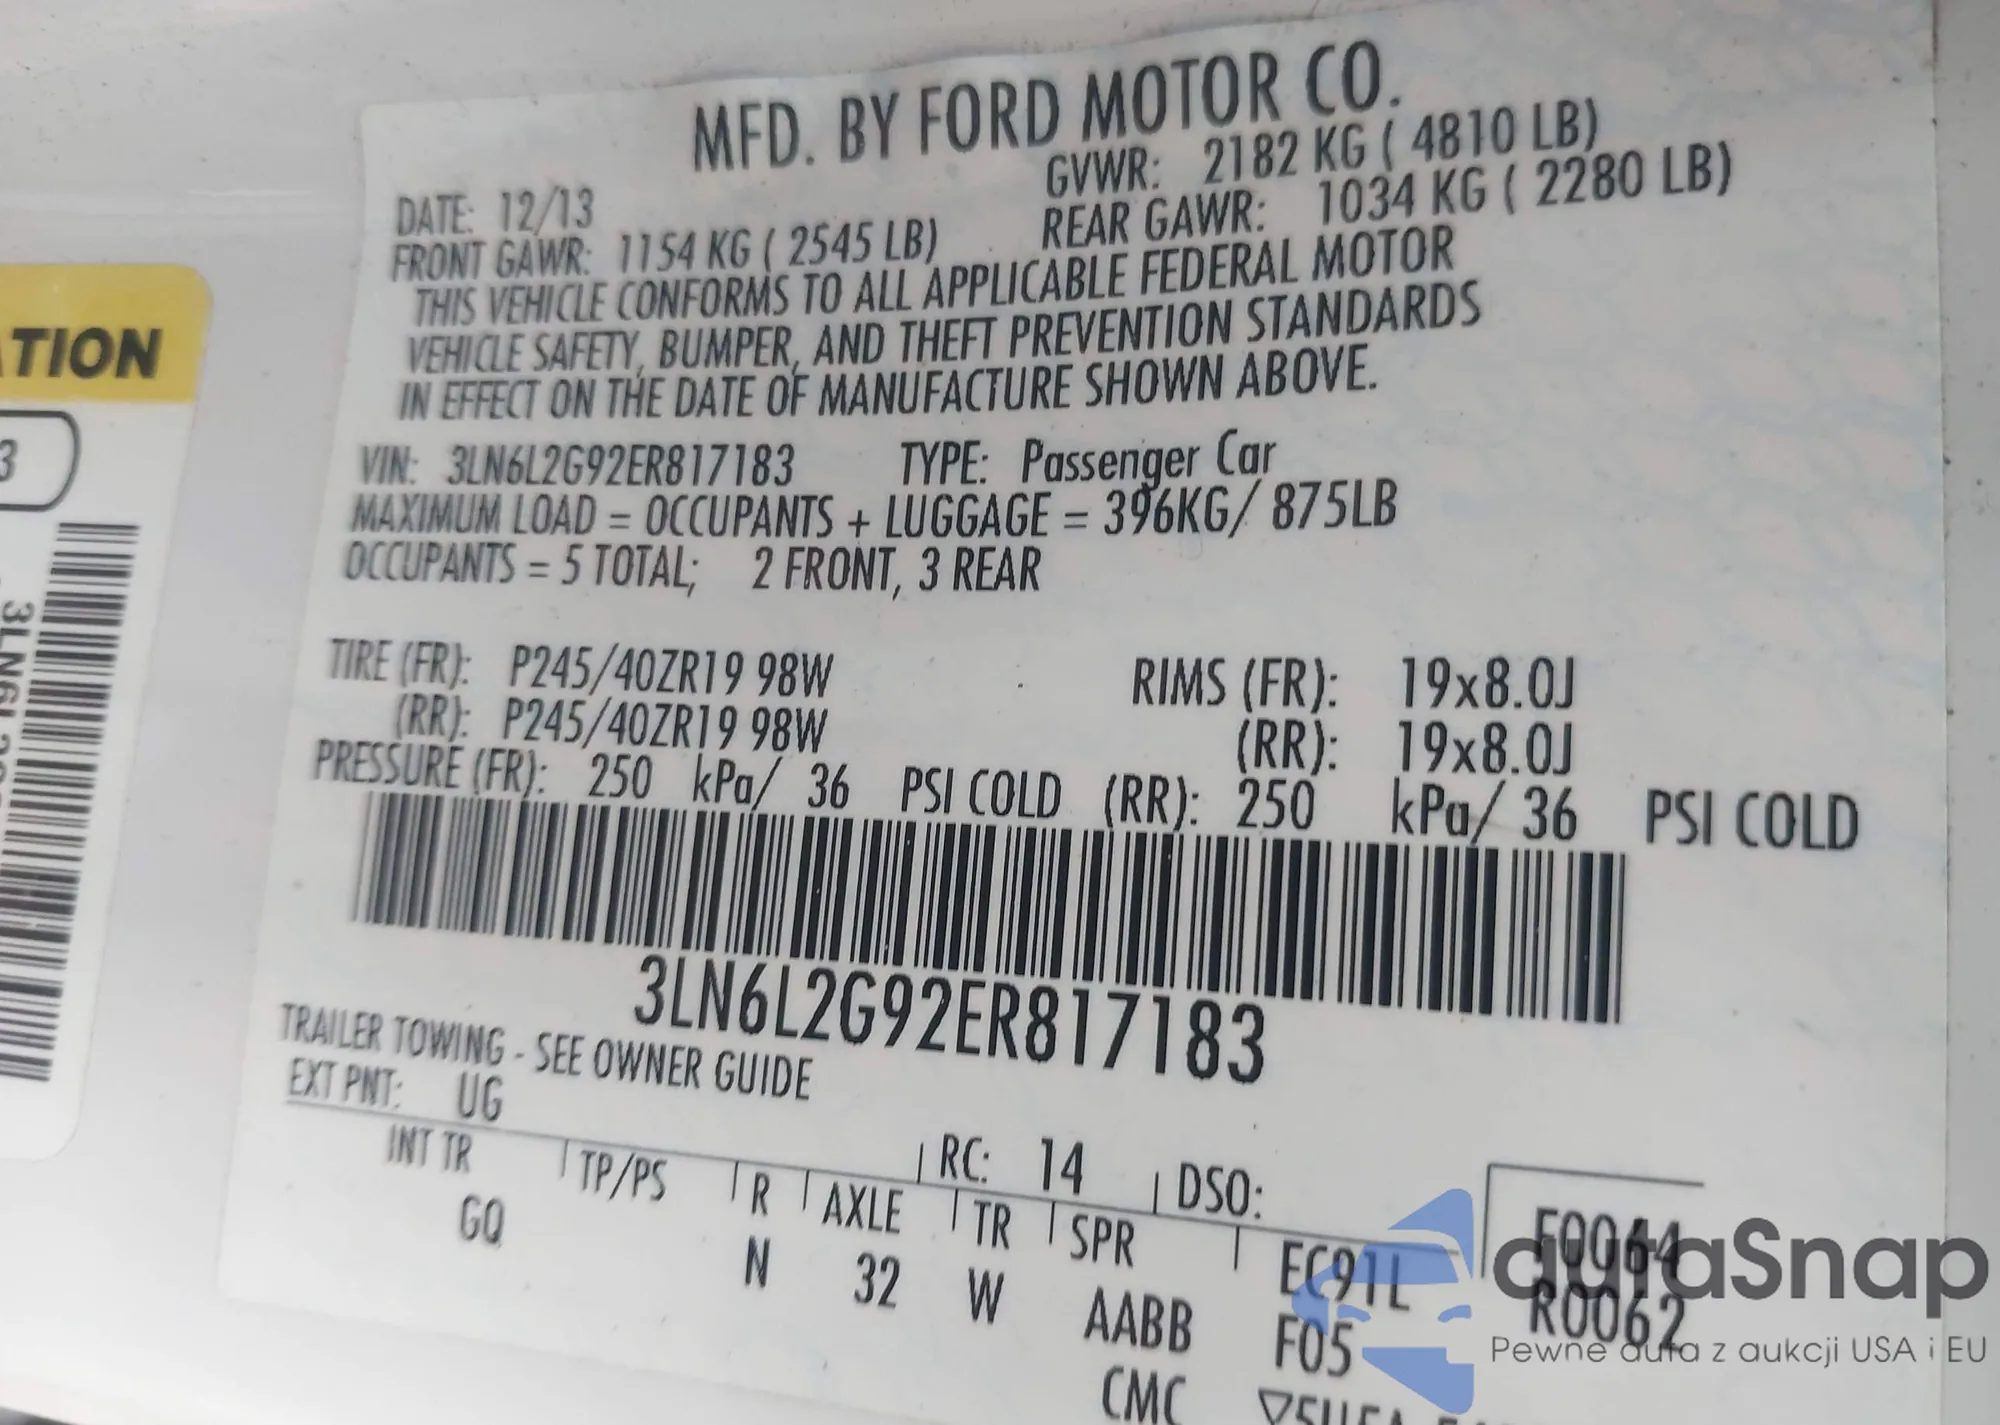 MFD. BY FORD MOTOR CO.
DATE: 12/13 GVWR: 2182 KG ( 4810 LB)
FRONT GAWR: 1154 KG ( 2545 LB) REAR GAWR: 1034 KG ( 2280 LB)
THIS VEHICLE CONFORMS TO ALL APPLICABLE FEDERAL MOTOR
VEHICLE SAFETY, BUMPER, AND THEFT PREVENTION STANDARDS
IN EFFECT ON THE DATE OF MANUFACTURE SHOWN ABOVE.
VIN: 3LN6L2G92ER817183 TYPE: Passenger Car
MAXIMUM LOAD = OCCUPANTS + LUGGAGE = 396KG/ 875LB
OCCUPANTS = 5 TOTAL; 2 FRONT, 3 REAR
TIRE (FR): P245/40ZR19 98W RIMS (FR): 19x8.0J
(RR): P245/40ZR19 98W (RR): 19x8.0J
PRESSURE (FR): 250 kPa/ 36 PSI COLD (RR): 250 kPa/ 36 PSI COLD
3LN6L2G92ER817183
TRAILER TOWING - SEE OWNER GUIDE
EXT PNT: UG RC: 14 DSO:
INT TR TP/PS R AXLE TR SPR EC91L F0064
GQ N 32 W AABB F05 R0062
CMC
ATION
3
autaSnap
Pewne auta z aukcji USA i EU